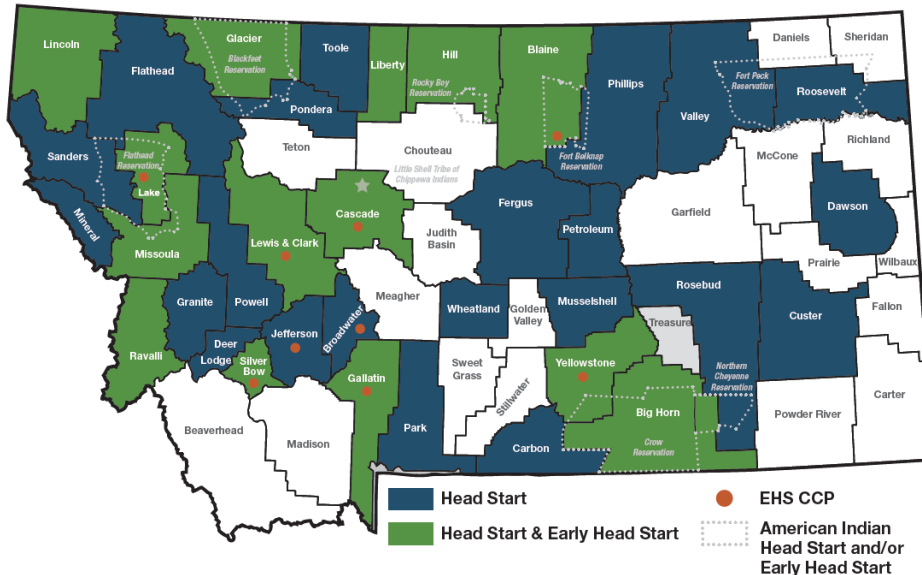 Lincoln
Flathead
Glacier
Blackfeet
Reservation
Toole
Liberty
Hill
Rocky Boy
Reservation
Blaine
Phillips
Daniels
Sheridan
Valley
Fort Peck
Reservation
Roosevelt
Pondera
Teton
Chouteau
Little Shell Tribe of
Chippewa Indians
Fort Belknap
Reservation
Richland
McCone
Sanders
Flathead
Reservation
Lake
Mineral
Missoula
Lewis & Clark
Cascade
Judith
Basin
Fergus
Petroleum
Garfield
Dawson
Prairie
Wilbaux
Granite
Powell
Meagher
Wheatland
Golden
Valley
Musselshell
Rosebud
Treasure
Custer
Fallon
Ravalli
Deer
Lodge
Silver
Bow
Jefferson
Broadwater
Gallatin
Sweet
Grass
Stillwater
Yellowstone
Northern
Cheyenne
Reservation
Big Horn
Crow
Reservation
Powder River
Carter
Beaverhead
Madison
Park
Carbon
Head Start
Head Start & Early Head Start
EHS CCP
American Indian
Head Start and/or
Early Head Start